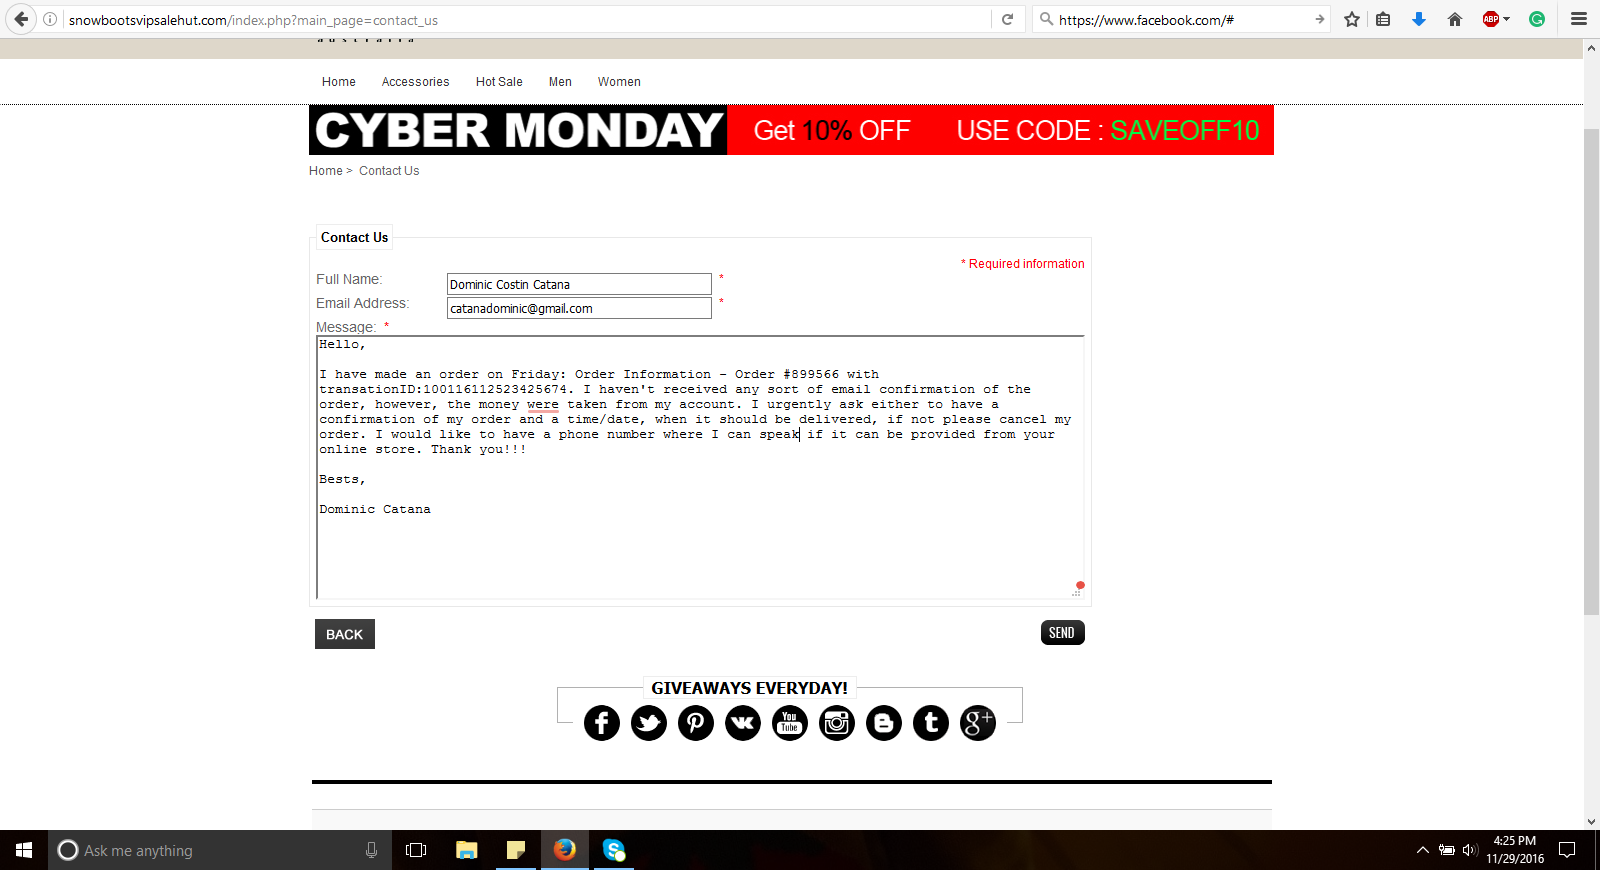 snowbootsvipsalehut.com/index.php?main_page=contact_us
https://www.facebook.com/#
ABP
Home Accessories Hot Sale Men Women
CYBER MONDAY Get 10% OFF USE CODE : SAVEOFF10
Home > Contact Us
Contact Us
* Required information
Full Name: Dominic Costin Catana *
Email Address: catanadominic@gmail.com *
Message: *
Hello,
I have made an order on Friday: Order Information - Order #899566 with
transationID:100116112523425674. I haven't received any sort of email confirmation of the
order, however, the money were taken from my account. I urgently ask either to have a
confirmation of my order and a time/date, when it should be delivered, if not please cancel my
order. I would like to have a phone number where I can speak if it can be provided from your
online store. Thank you!!!
Bests,
Dominic Catana
BACK SEND
GIVEAWAYS EVERYDAY!
You Tube
g+
Ask me anything
4:25 PM
11/29/2016